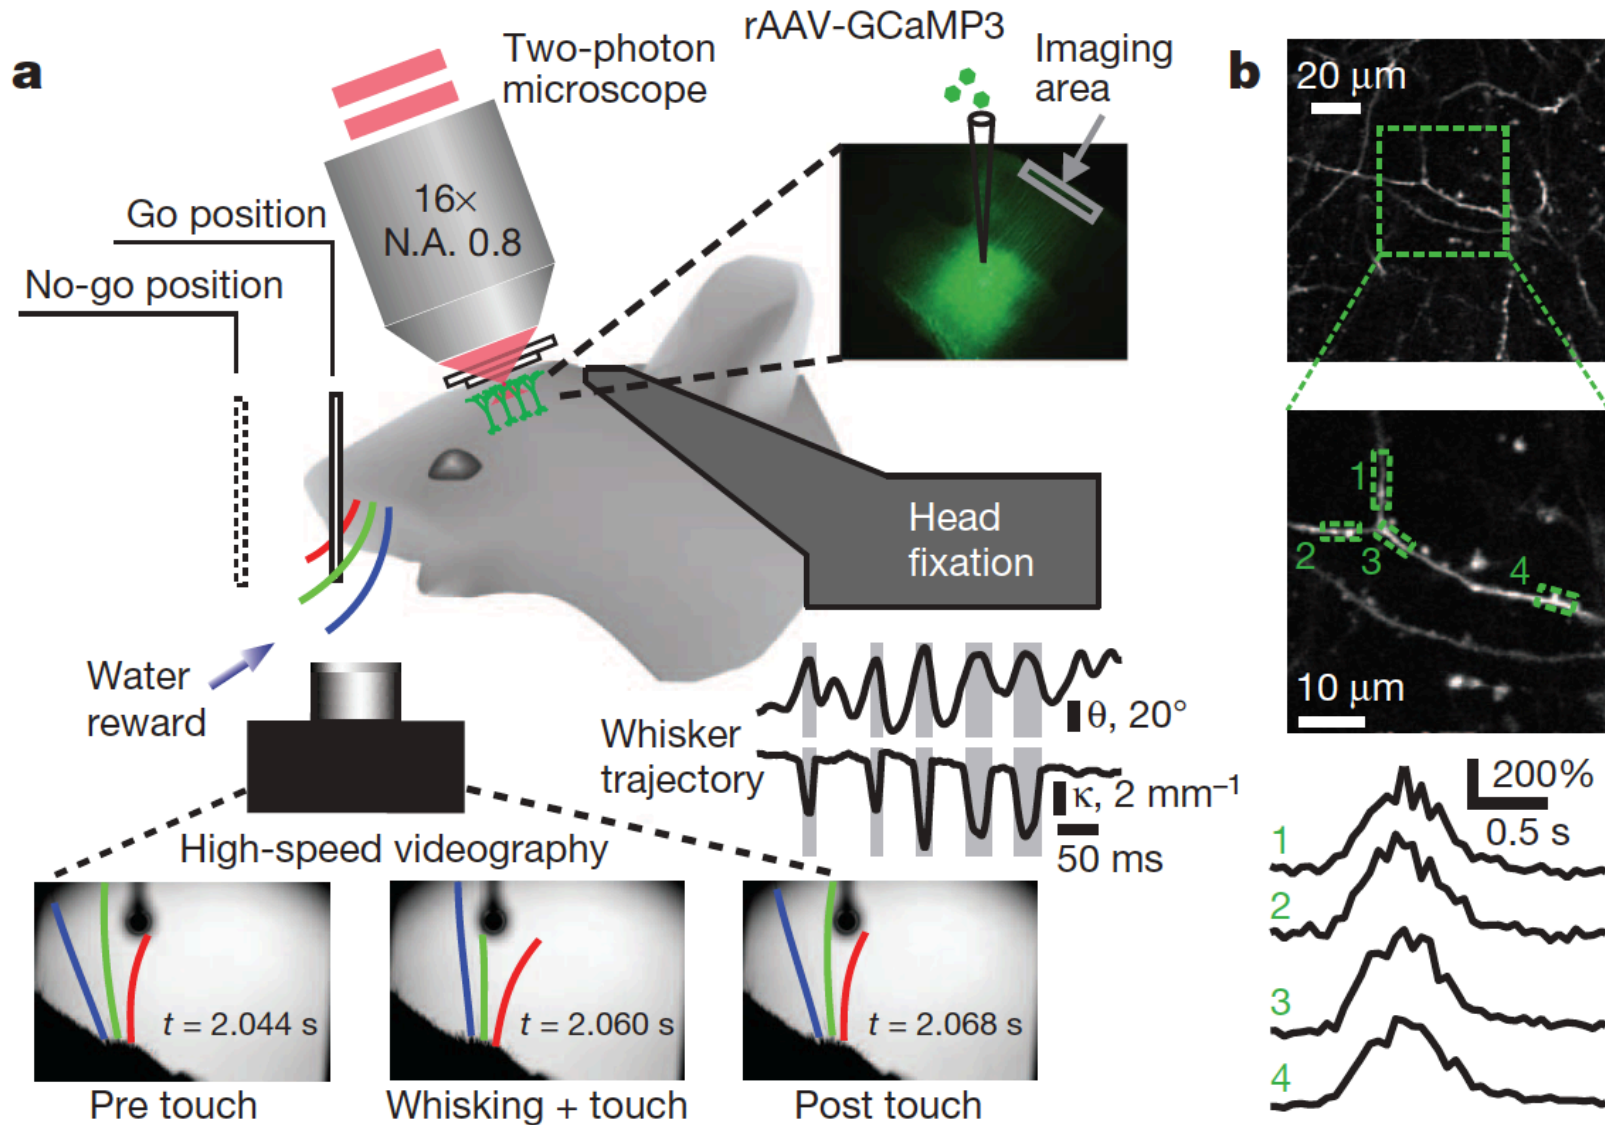 a
Two-photon
microscope
rAAV-GCaMP3
Imaging
area
16×
N.A. 0.8
Go position
No-go position
Head
fixation
Water
reward
Whisker
trajectory
θ, 20°
κ, 2 mm⁻¹
50 ms
High-speed videography
t = 2.044 s
t = 2.060 s
t = 2.068 s
Pre touch
Whisking + touch
Post touch
b
20 μm
1
2
3
4
10 μm
200%
0.5 s
1
2
3
4